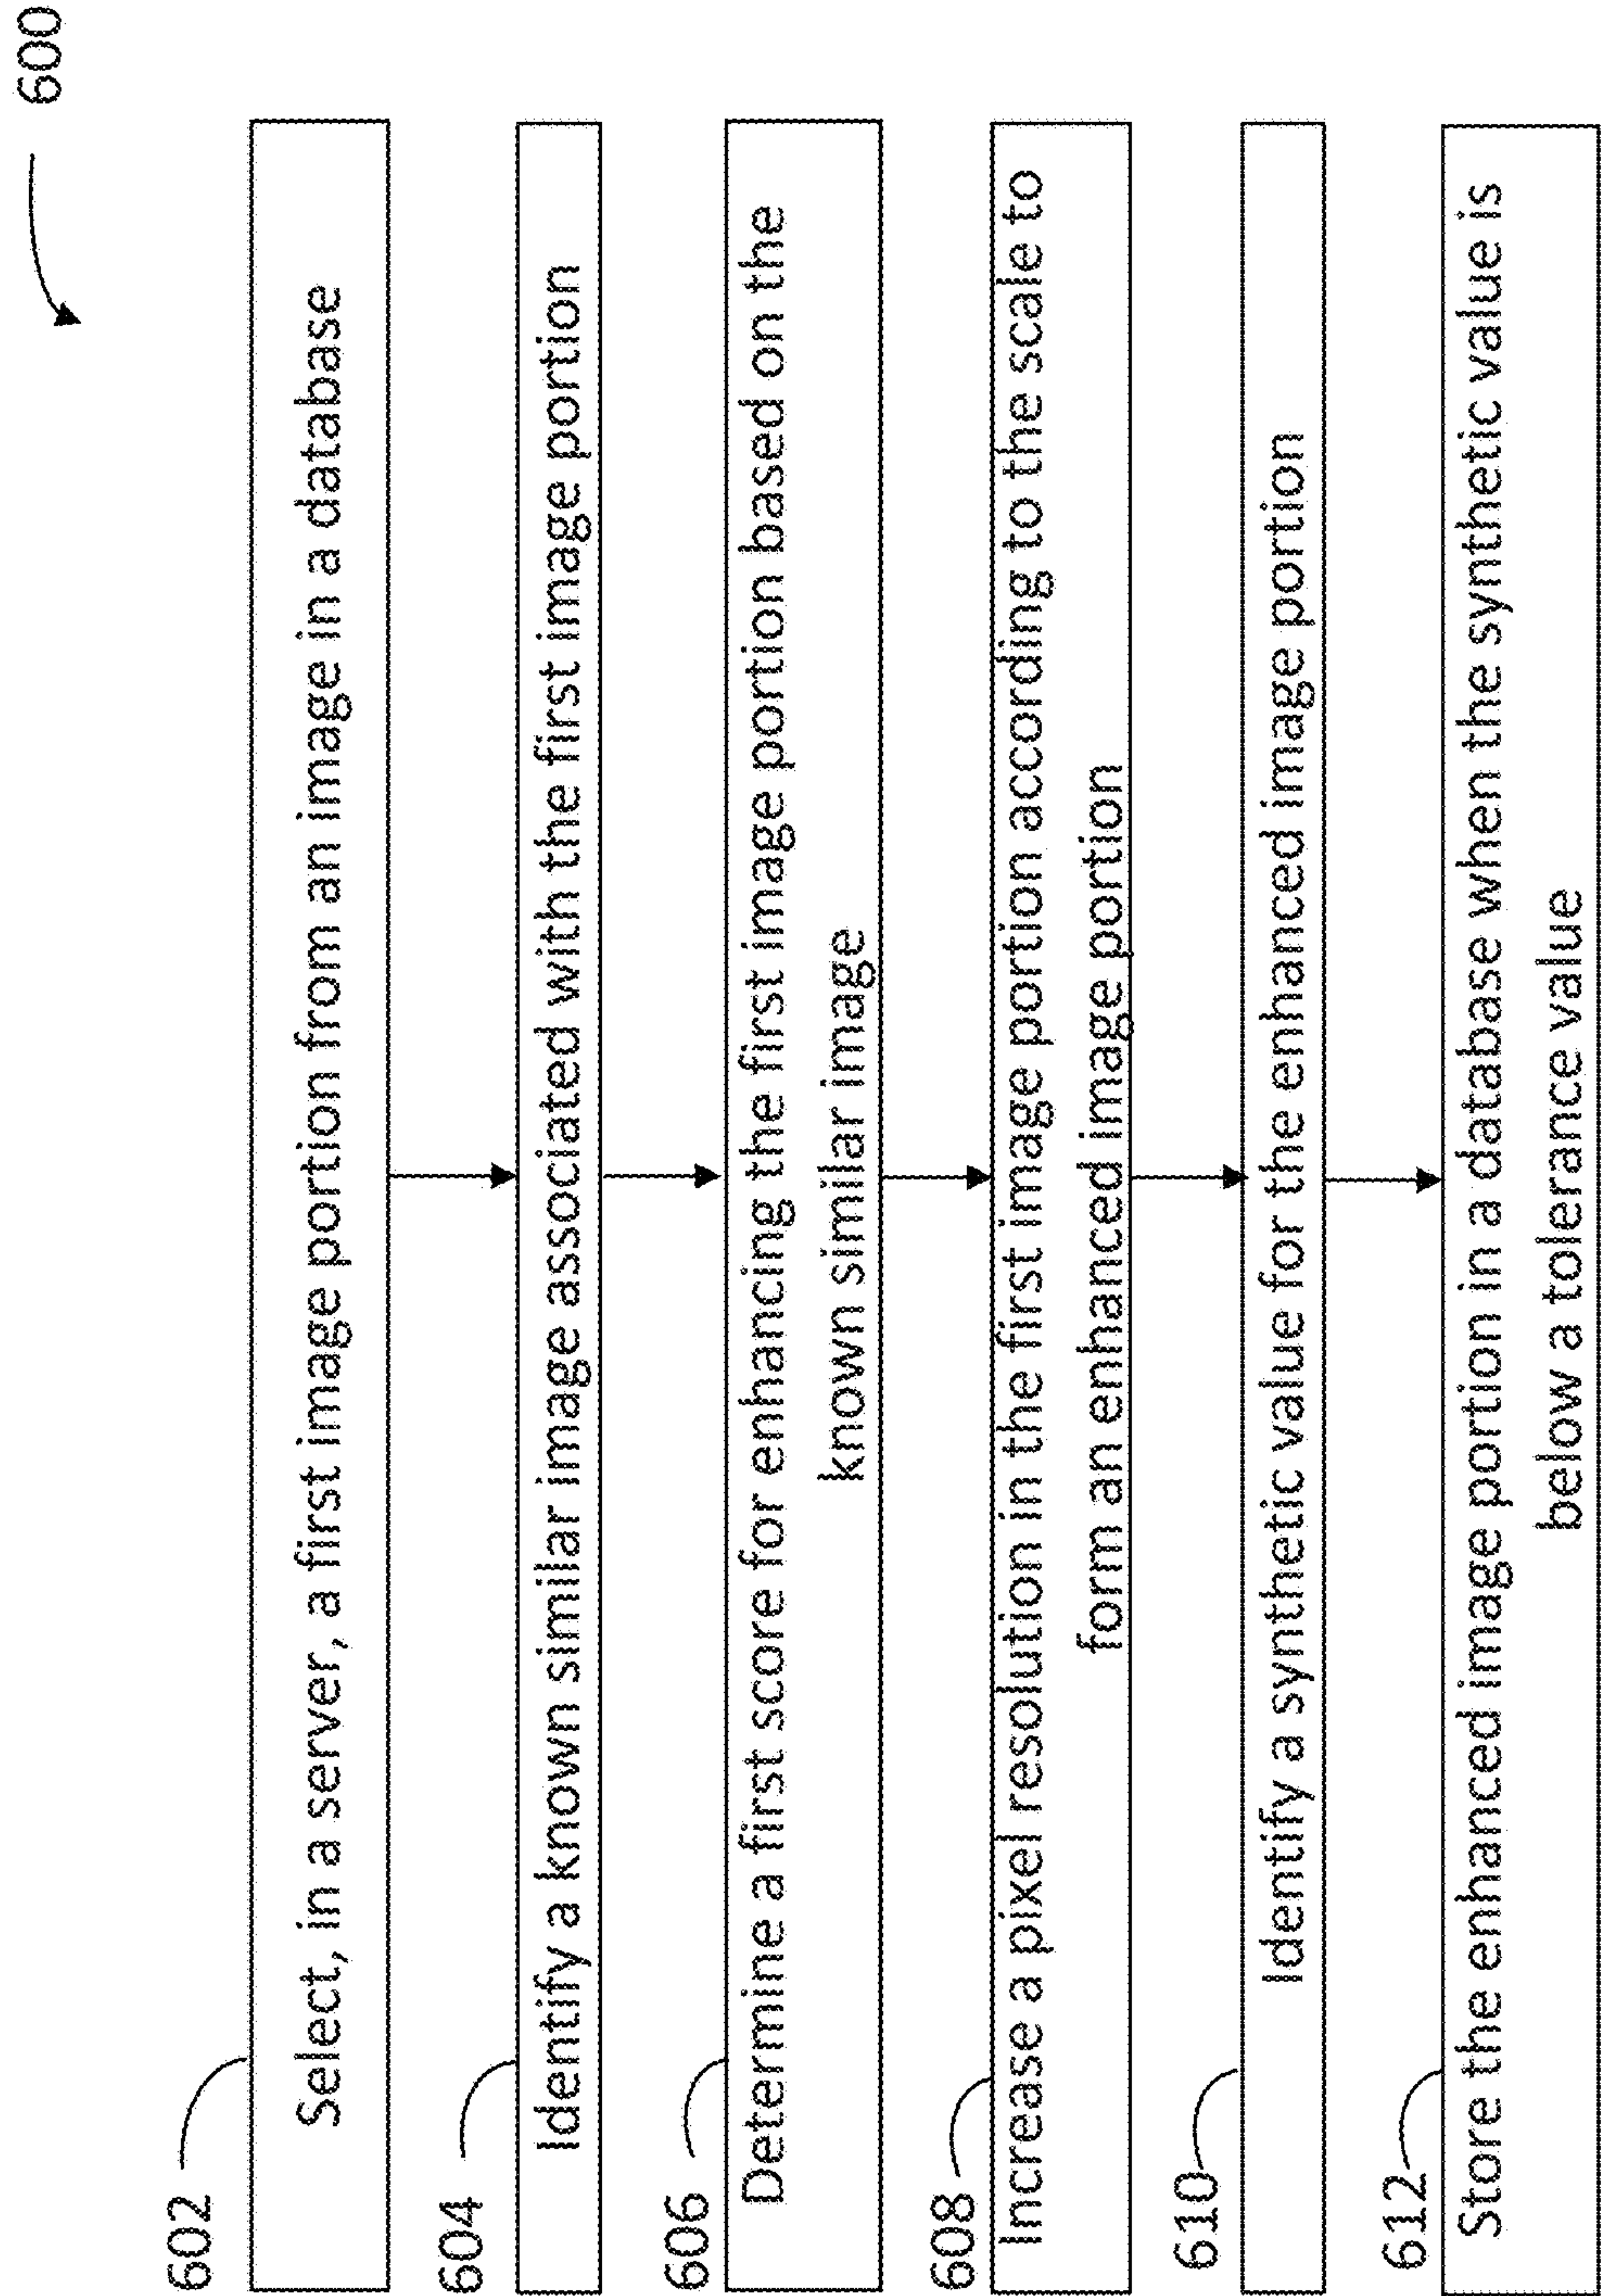 600
602
Select, in a server, a first image portion from an image in a database
604
Identify a known similar image associated with the first image portion
606
Determine a first score for enhancing the first image portion based on the
known similar image
608
Increase a pixel resolution in the first image portion according to the scale to
form an enhanced image portion
610
Identify a synthetic value for the enhanced image portion
612
Store the enhanced image portion in a database when the synthetic value is
below a tolerance value